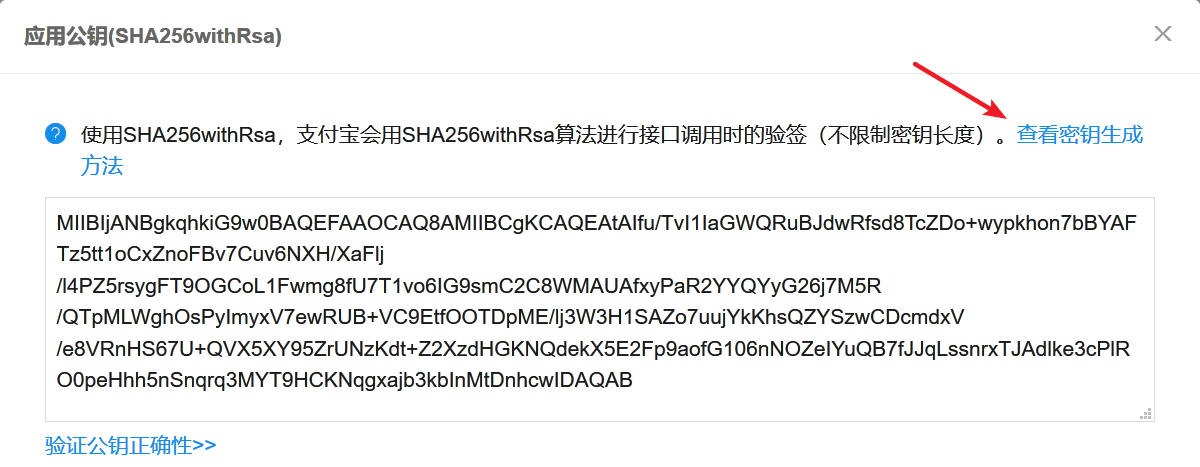 应用公钥(SHA256withRsa)
使用SHA256withRsa，支付宝会用SHA256withRsa算法进行接口调用时的验签（不限制密钥长度）。查看密钥生成
方法
MIIBIjANBgkqhkiG9w0BAQEFAAOCAQ8AMIIBCgKCAQEAtAlfu/TvI1IaGWQRuBJdwRfsd8TcZDo+wypkhon7bBYAF
Tz5tt1oCxZnoFBv7Cuv6NXH/XaFlj
/l4PZ5rsygFT9OGCoL1Fwmg8fU7T1vo6IG9smC2C8WMAUAfxyPaR2YYQYyG26j7M5R
/QTpMLWghOsPyImyxV7ewRUB+VC9EtfOOTDpME/lj3W3H1SAZo7uujYkKhsQZYSzwCDcmdxV
/e8VRnHS67U+QVX5XY95ZrUNzKdt+Z2XzdHGKNQdekX5E2Fp9aofG106nNOZeIYuQB7fJJqLssnrxTJAdlke3cPlR
O0peHhh5nSnqrq3MYT9HCKNqgxajb3kbInMtDnhcwIDAQAB
验证公钥正确性>>